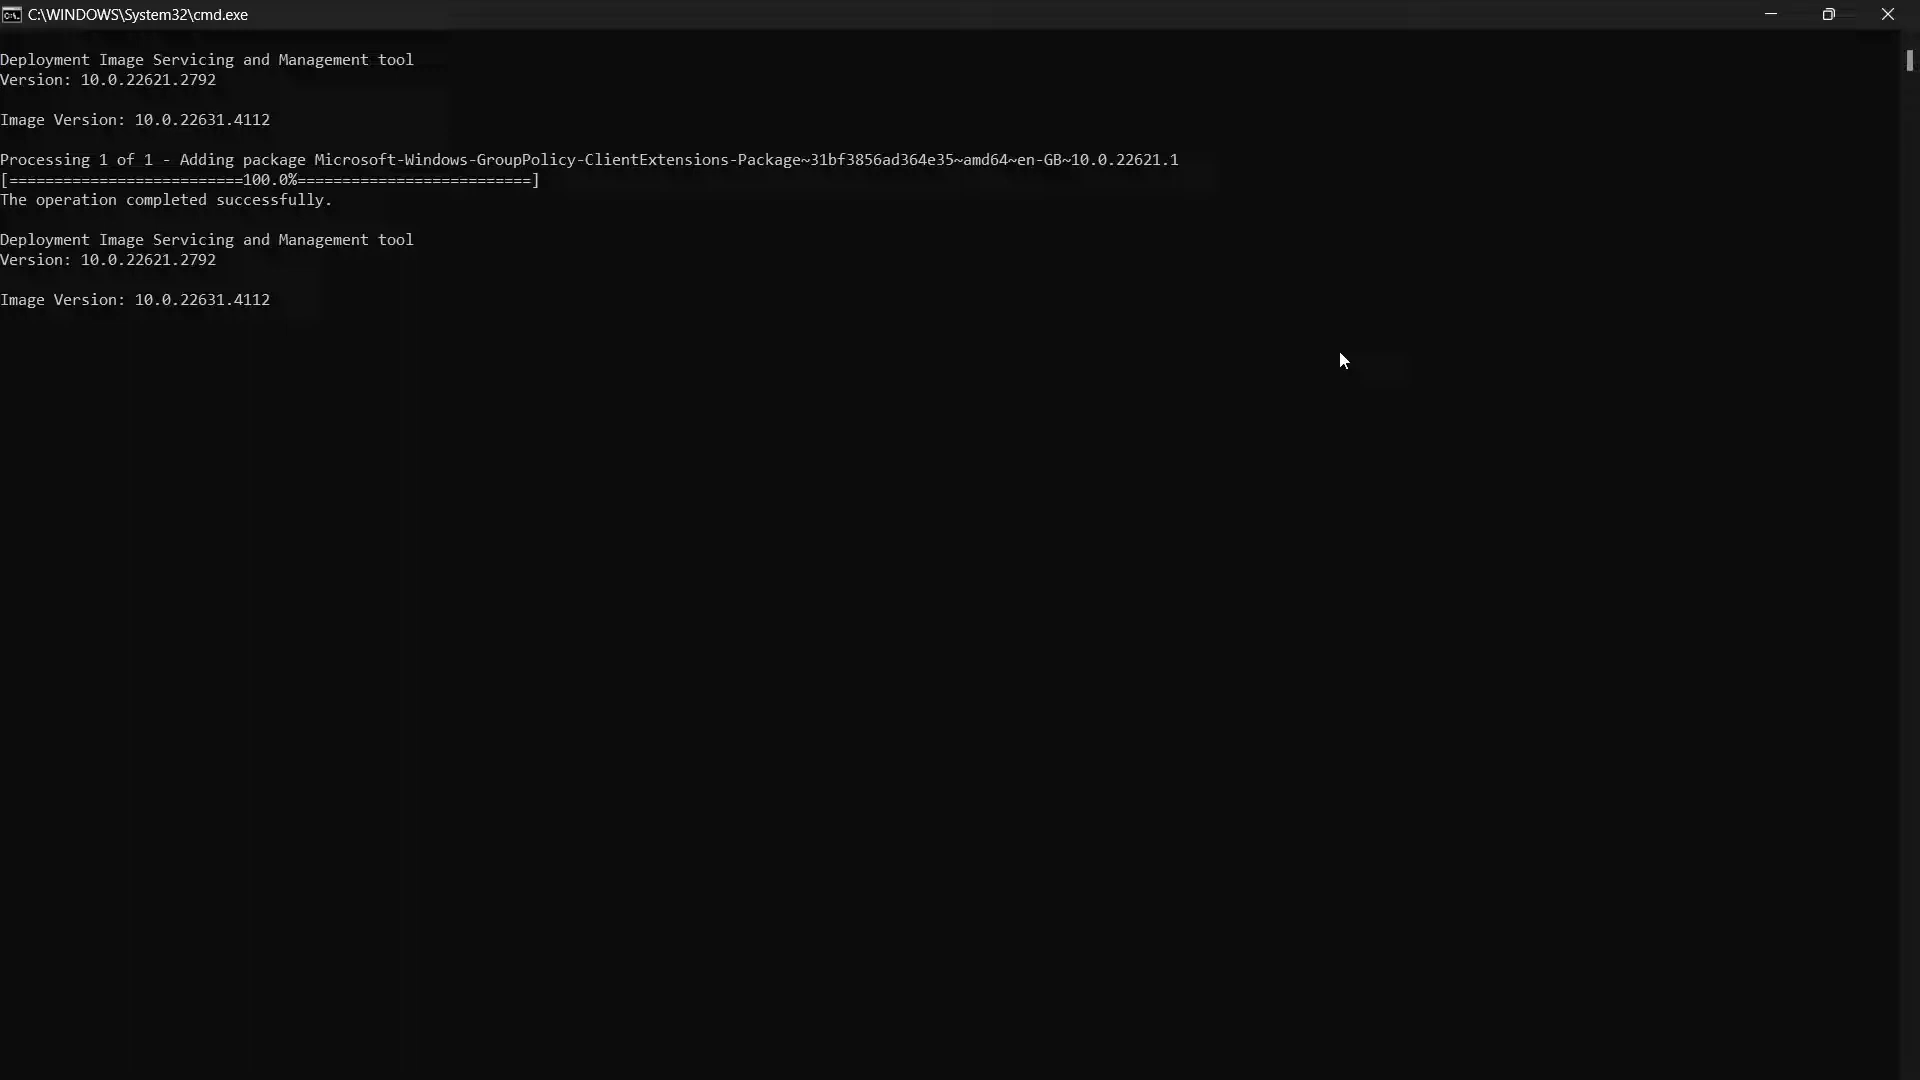 C:\WINDOWS\System32\cmd.exe
Deployment Image Servicing and Management tool
Version: 10.0.22621.2792
Image Version: 10.0.22631.4112
Processing 1 of 1 - Adding package Microsoft-Windows-GroupPolicy-ClientExtensions-Package~31bf3856ad364e35~amd64~en-GB~10.0.22621.1
[==========================100.0%==========================]
The operation completed successfully.
Deployment Image Servicing and Management tool
Version: 10.0.22621.2792
Image Version: 10.0.22631.4112